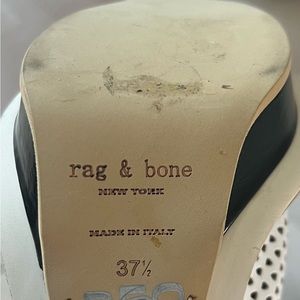 rag & bone
NEW YORK
MADE IN ITALY
37½